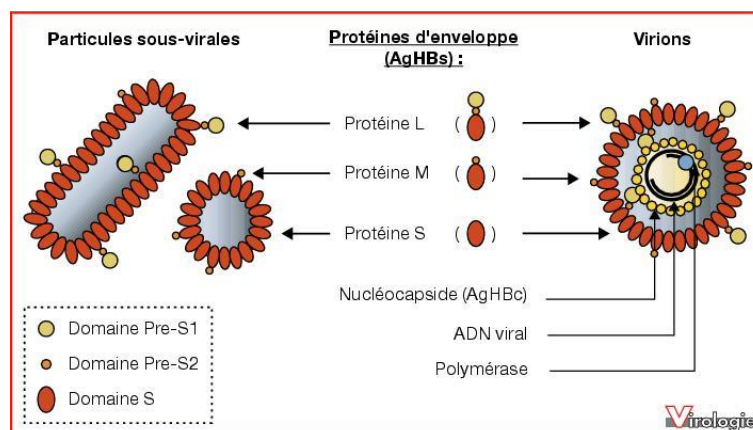 Particules sous-virales
Protéines d'enveloppe
(AgHBs) :
Virions
Protéine L ( )
Protéine M ( )
Protéine S ( )
Nucléocapside (AgHBc)
ADN viral
Polymérase
Domaine Pre-S1
Domaine Pre-S2
Domaine S
Virologie